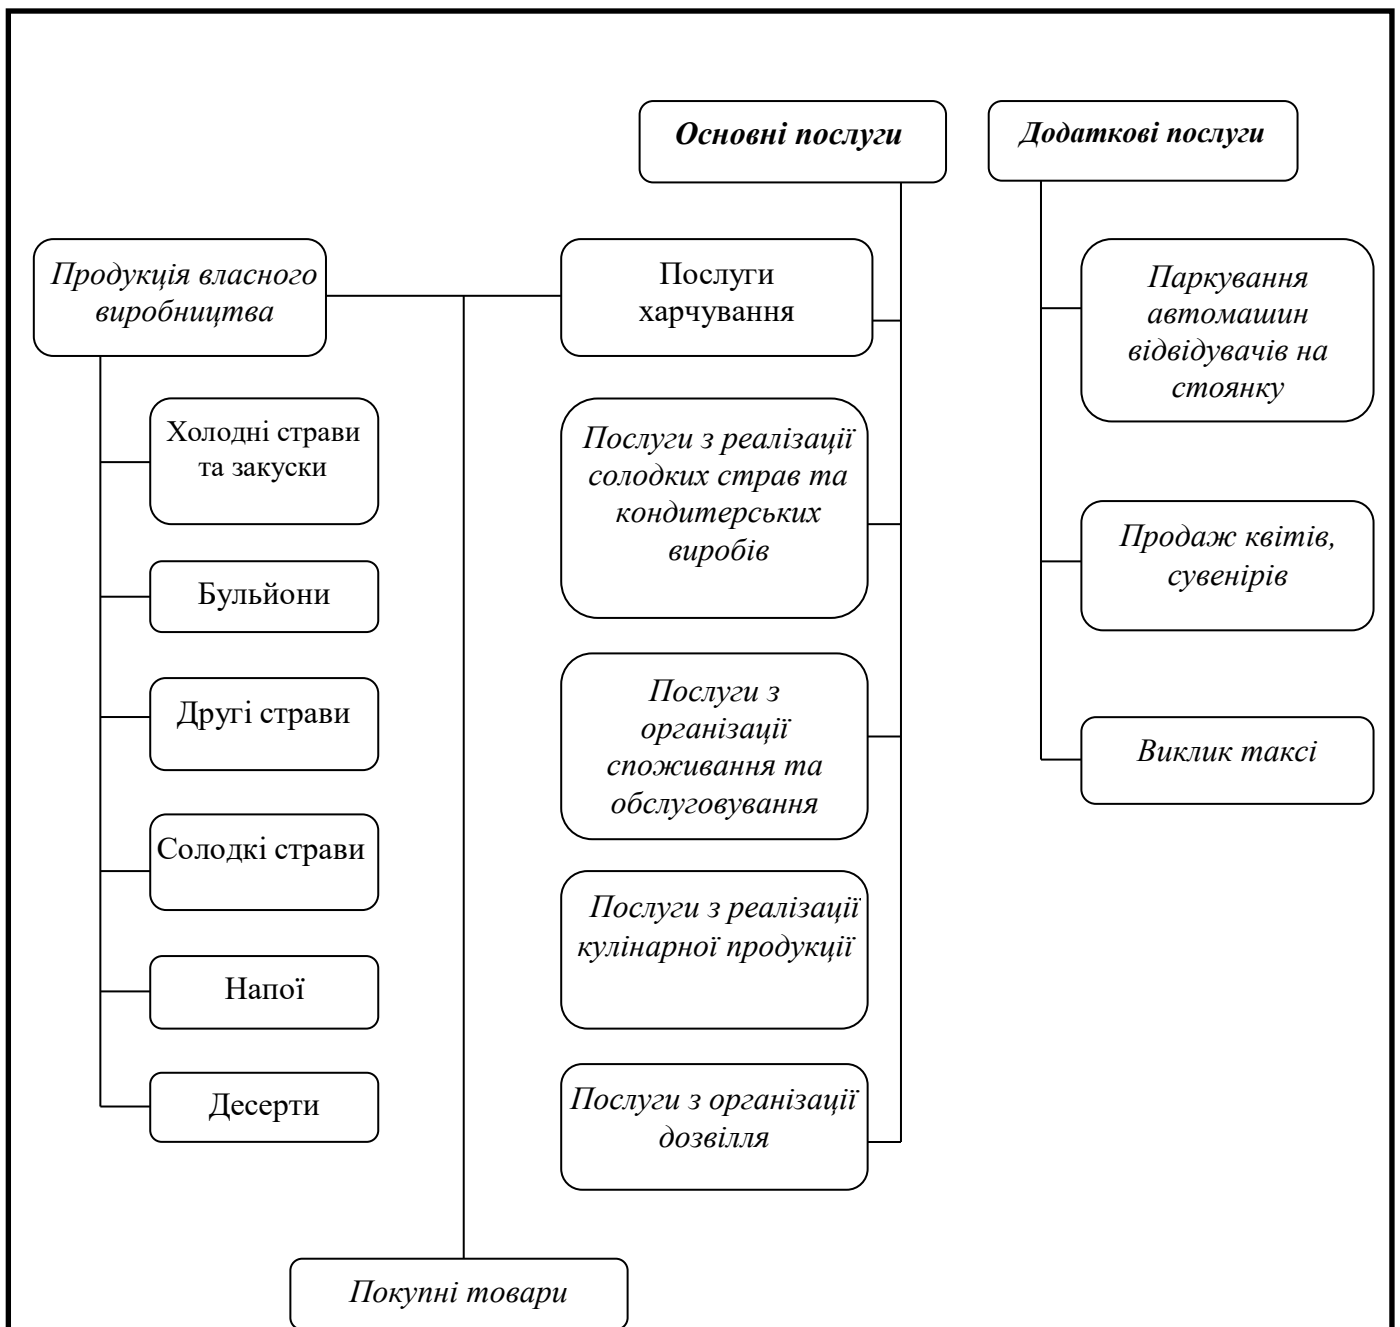 Основні послуги
Додаткові послуги
Продукція власного
виробництва
Послуги
харчування
Паркування
автомашин
відвідувачів на
стоянку
Холодні страви
та закуски
Послуги з реалізації
солодких страв та
кондитерських
виробів
Продаж квітів,
сувенірів
Бульйони
Другі страви
Послуги з
організації
споживання та
обслуговування
Виклик таксі
Солодкі страви
Послуги з реалізації
кулінарної продукції
Напої
Десерти
Послуги з організації
дозвілля
Покупні товари